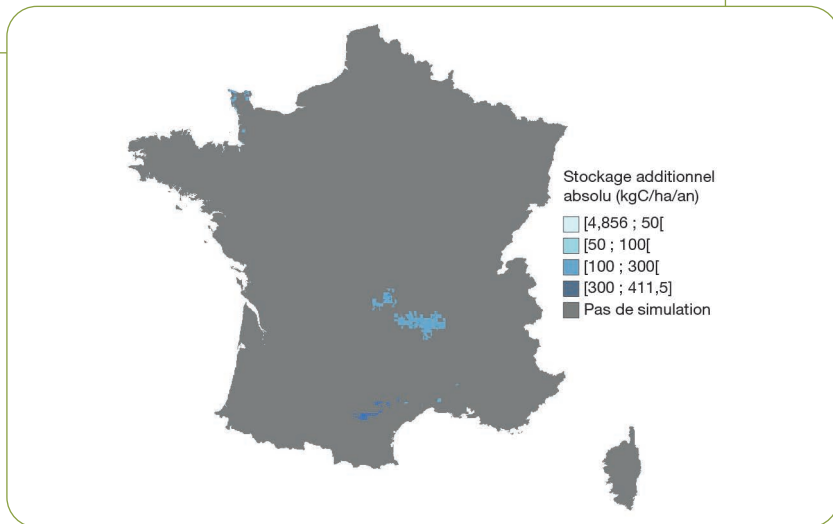 Stockage additionnel
absolu (kgC/ha/an)
[4,856 ; 50[
[50 ; 100[
[100 ; 300[
[300 ; 411,5]
Pas de simulation